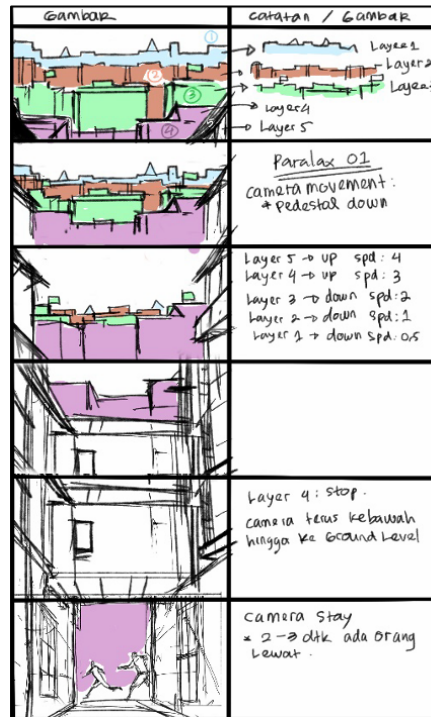 Gambar
Catatan / Gambar
1
2
3
4
5
Layer 1
Layer 2
Layer 3
Layer 4
Layer 5
Paralax 01
camera movement:
* pedestal down
Layer 5 → up spd: 4
Layer 4 → up spd: 3
Layer 3 → down spd: 2
Layer 2 → down spd: 1
Layer 1 → down spd: 0.5
Layer 4: Stop.
camera terus kebawah
hingga ke Ground Level
camera Stay
* 2 → 3 dtk ada orang
Lewat.